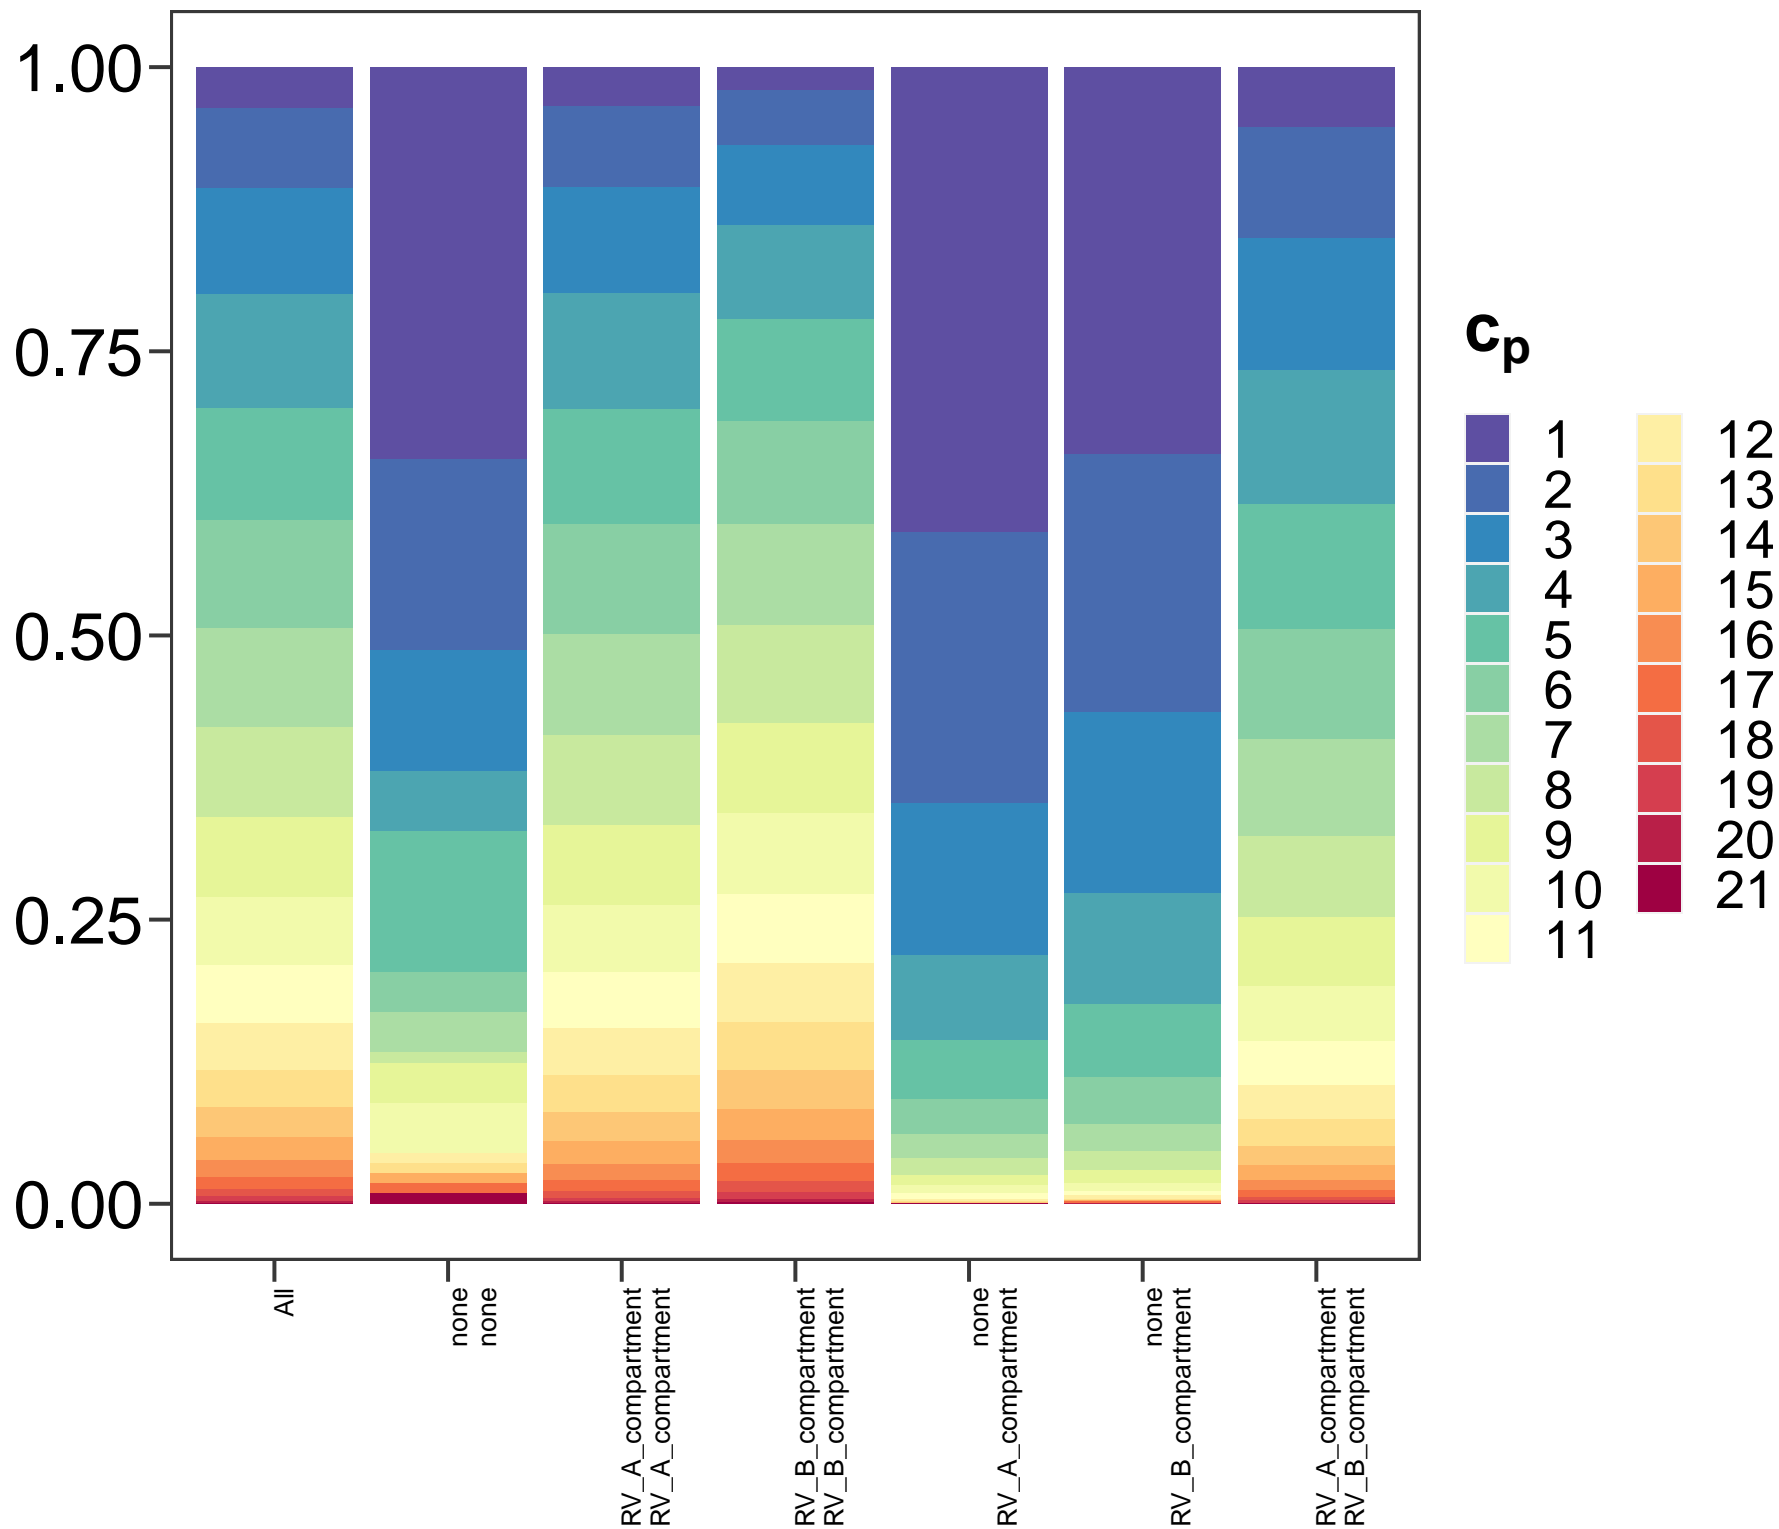 1.00
0.75
0.50
0.25
0.00
All
none
none
RV_A_compartment
RV_A_compartment
RV_B_compartment
RV_B_compartment
none
RV_A_compartment
none
RV_B_compartment
RV_A_compartment
RV_B_compartment
cp
1
2
3
4
5
6
7
8
9
10
11
12
13
14
15
16
17
18
19
20
21